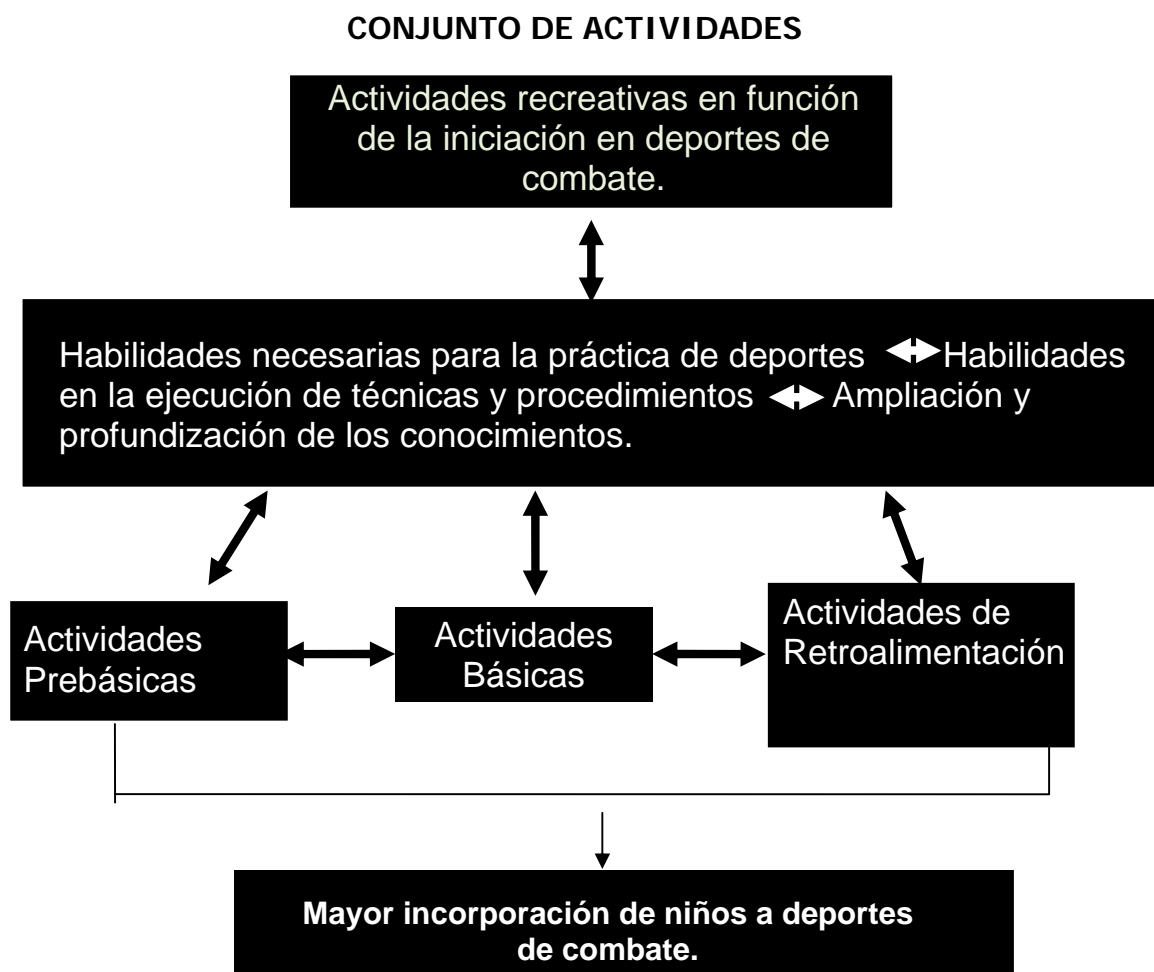 CONJUNTO DE ACTIVIDADES
Actividades recreativas en función
de la iniciación en deportes de
combate.
Habilidades necesarias para la práctica de deportes Habilidades
en la ejecución de técnicas y procedimientos Ampliación y
profundización de los conocimientos.
Actividades
Prebásicas
Actividades
Básicas
Actividades de
Retroalimentación
Mayor incorporación de niños a deportes
de combate.